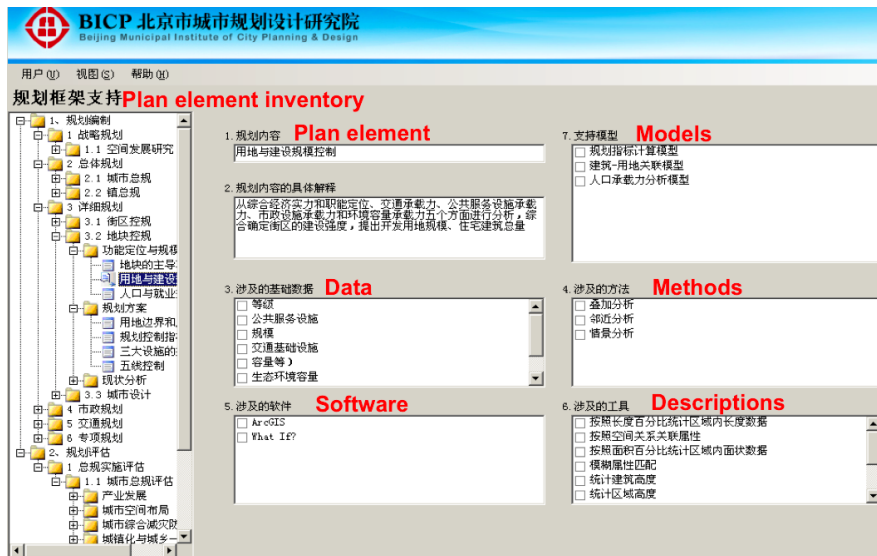 BICP 北京市城市规划设计研究院
Beijing Municipal Institute of City Planning & Design
用户(U) 视图(S) 帮助(H)
规划框架支持Plan element inventory
1、规划编制
1 战略规划
1.1 空间发展研究
2 总体规划
2.1 城市总规
2.2 镇总规
3 详细规划
3.1 街区控规
3.2 地块控规
功能定位与规模
地块的主导
用地与建设
人口与就业
规划方案
用地边界和
规划控制指
三大设施的
五线控制
现状分析
3.3 城市设计
4 市政规划
5 交通规划
6 专项规划
2、规划评估
1 总规实施评估
1.1 城市总规评估
产业发展
城市空间布局
城市综合减灾防
城镇化与城乡一
1.规划内容 Plan element
用地与建设规模控制
2.规划内容的具体解释
从综合经济实力和职能定位、交通承载力、公共服务设施承载
力、市政设施承载力和环境容量承载力五个方面进行分析，综
合确定街区的建设强度，提出开发用地规模、住宅建筑总量
3.涉及的基础数据 Data
等级
公共服务设施
规模
交通基础设施
容量等）
生态环境容量
5.涉及的软件 Software
ArcGIS
What If?
7.支持模型 Models
规划指标计算模型
建筑-用地关联模型
人口承载力分析模型
4.涉及的方法 Methods
叠加分析
邻近分析
情景分析
6.涉及的工具 Descriptions
按照长度百分比统计区域内长度数据
按照空间关系关联属性
按照面积百分比统计区域内面状数据
模糊属性匹配
统计建筑高度
统计区域高度